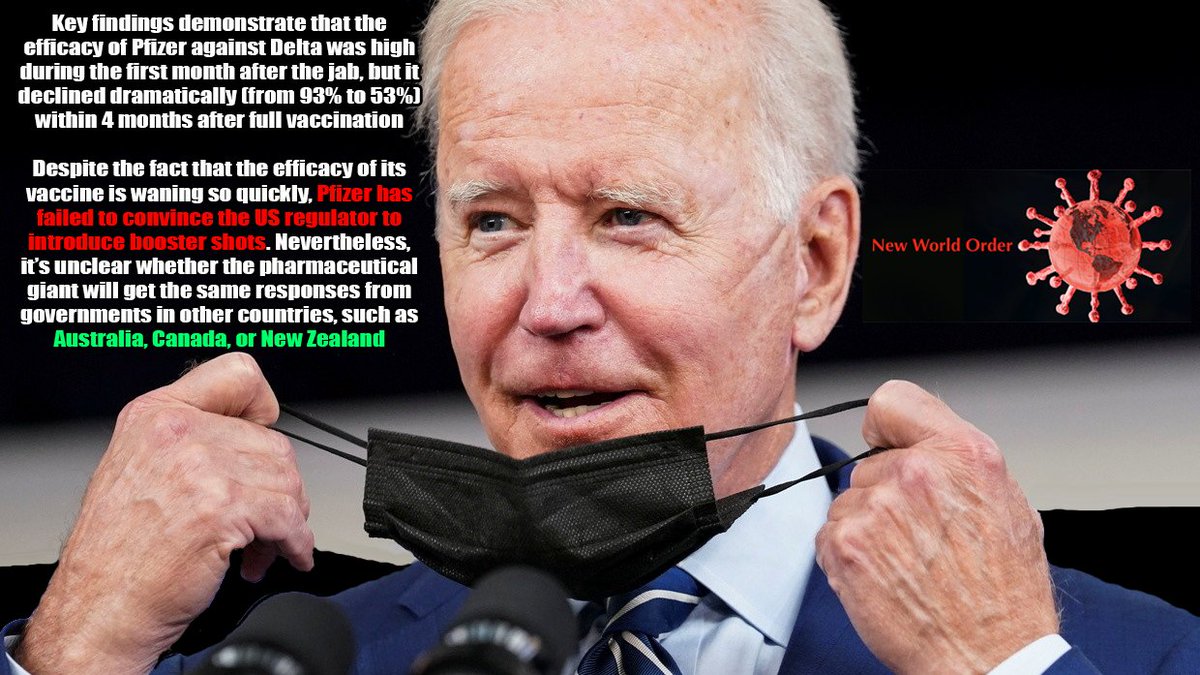 Key findings demonstrate that the
efficacy of Pfizer against Delta was high
during the first month after the jab, but it
declined dramatically (from 93% to 53%)
within 4 months after full vaccination
Despite the fact that the efficacy of its
vaccine is waning so quickly, Pfizer has
failed to convince the US regulator to
introduce booster shots. Nevertheless,
it's unclear whether the pharmaceutical
giant will get the same responses from
governments in other countries, such as
Australia, Canada, or New Zealand
New World Order